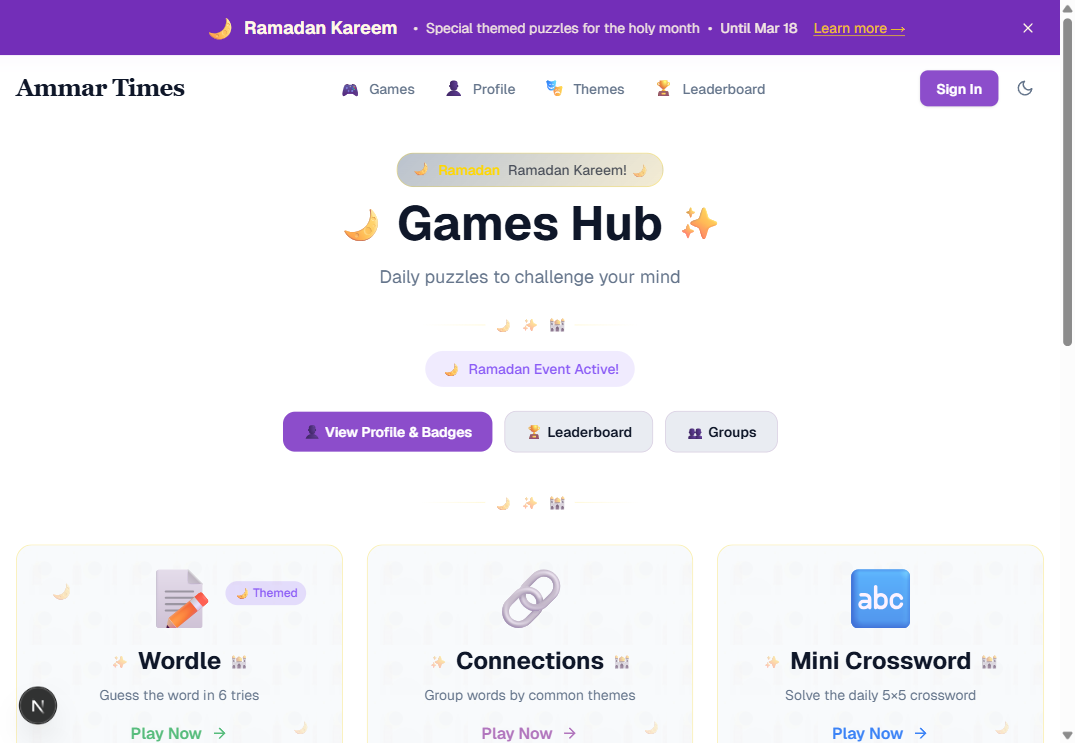 Ramadan Kareem • Special themed puzzles for the holy month • Until Mar 18 Learn more →
Ammar Times
Games
Profile
Themes
Leaderboard
Sign In
Ramadan Ramadan Kareem!
Games Hub
Daily puzzles to challenge your mind
Ramadan Event Active!
View Profile & Badges
Leaderboard
Groups
Themed
Wordle
Guess the word in 6 tries
Play Now →
Connections
Group words by common themes
Play Now →
abc
Mini Crossword
Solve the daily 5×5 crossword
Play Now →
N